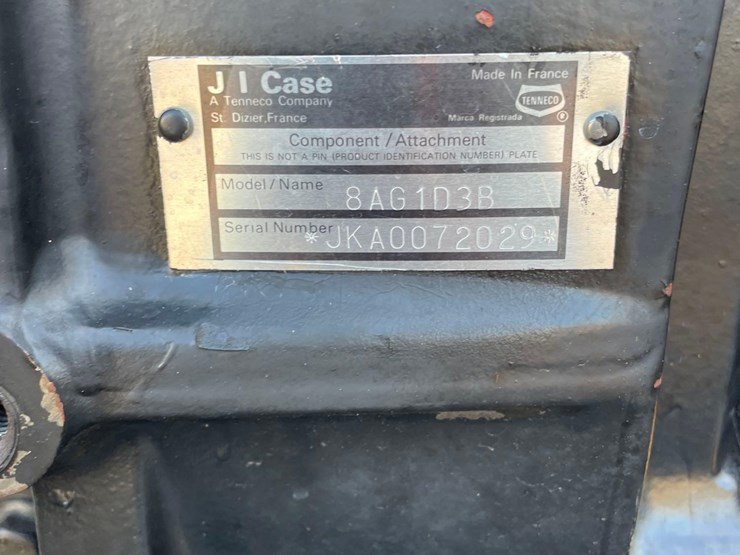 J I Case
A Tenneco Company
St. Dizier, France
Made In France
TENNECO
®
Marca Registrada
Component / Attachment
THIS IS NOT A PIN (PRODUCT IDENTIFICATION NUMBER) PLATE
Model / Name 8AG1D3B
Serial Number *JKA0072029*